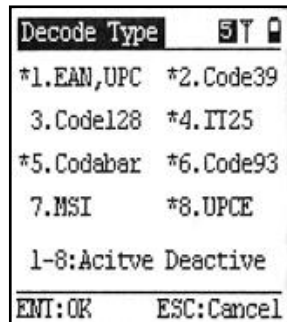 Decode Type 5
*1.EAN,UPC *2.Code39
3.Code128 *4.IT25
*5.Codabar *6.Code93
7.MSI *8.UPCE
1-8:Acitve Deactive
ENT:OK ESC:Cancel